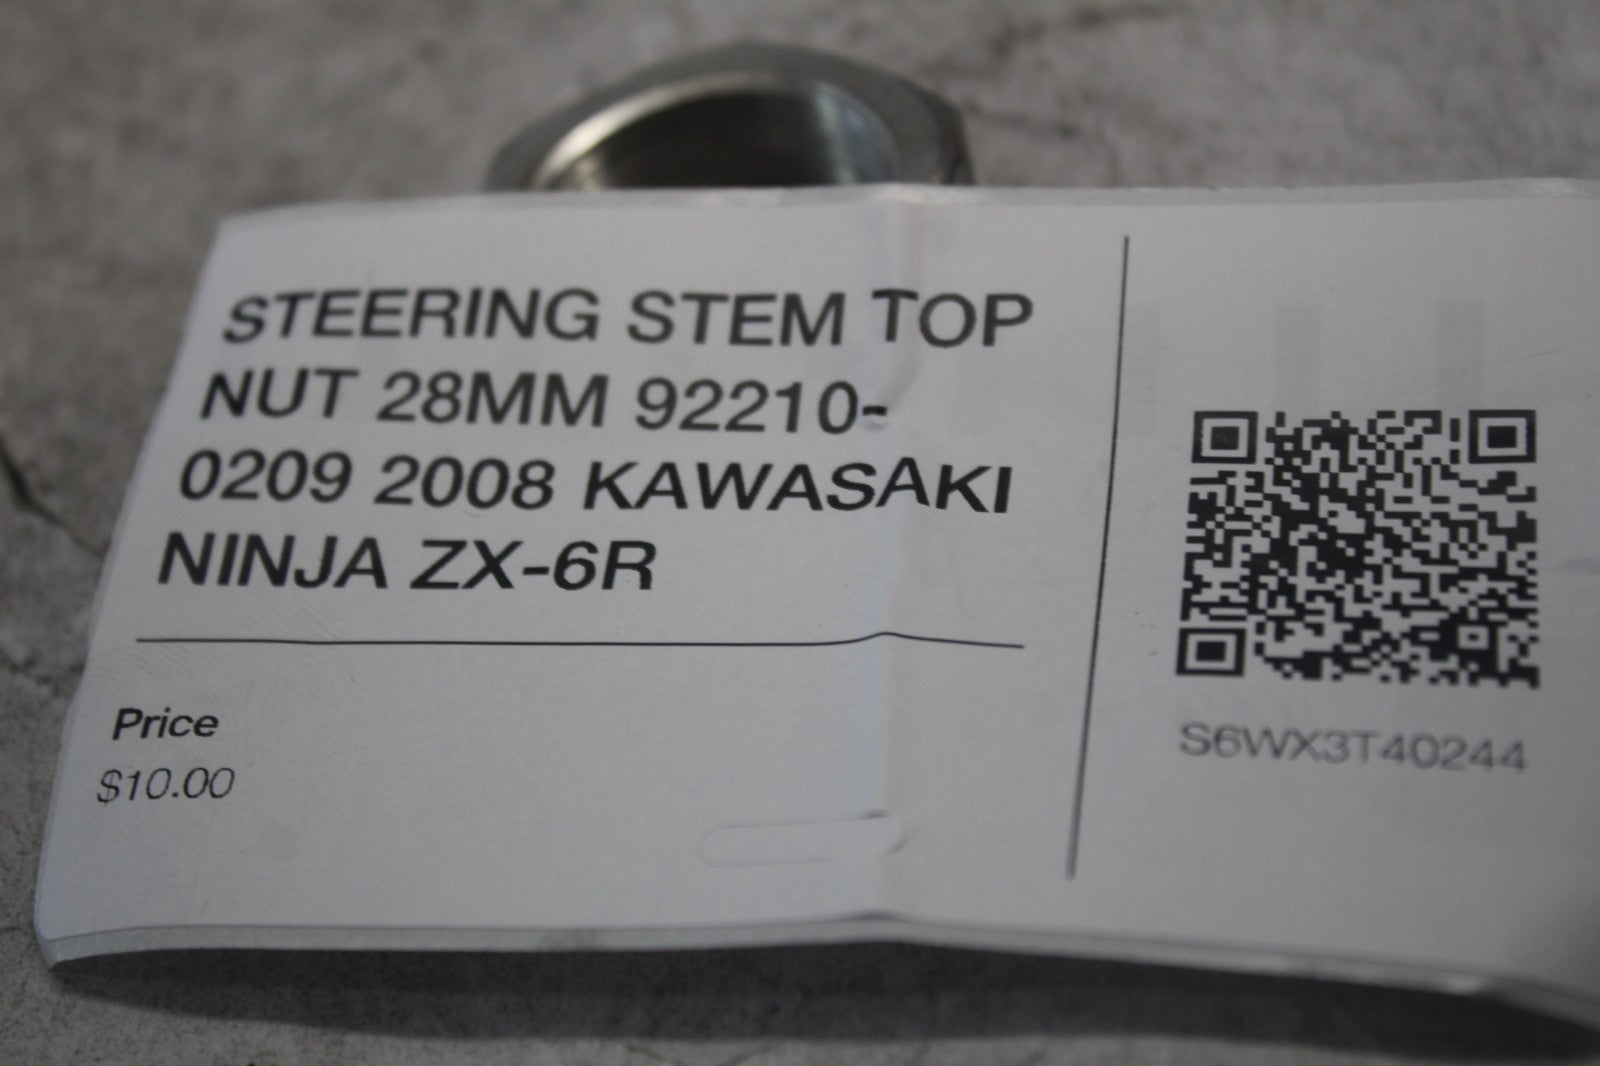 STEERING STEM TOP
NUT 28MM 92210-
0209 2008 KAWASAKI
NINJA ZX-6R
Price
$10.00
S6WX3T40244